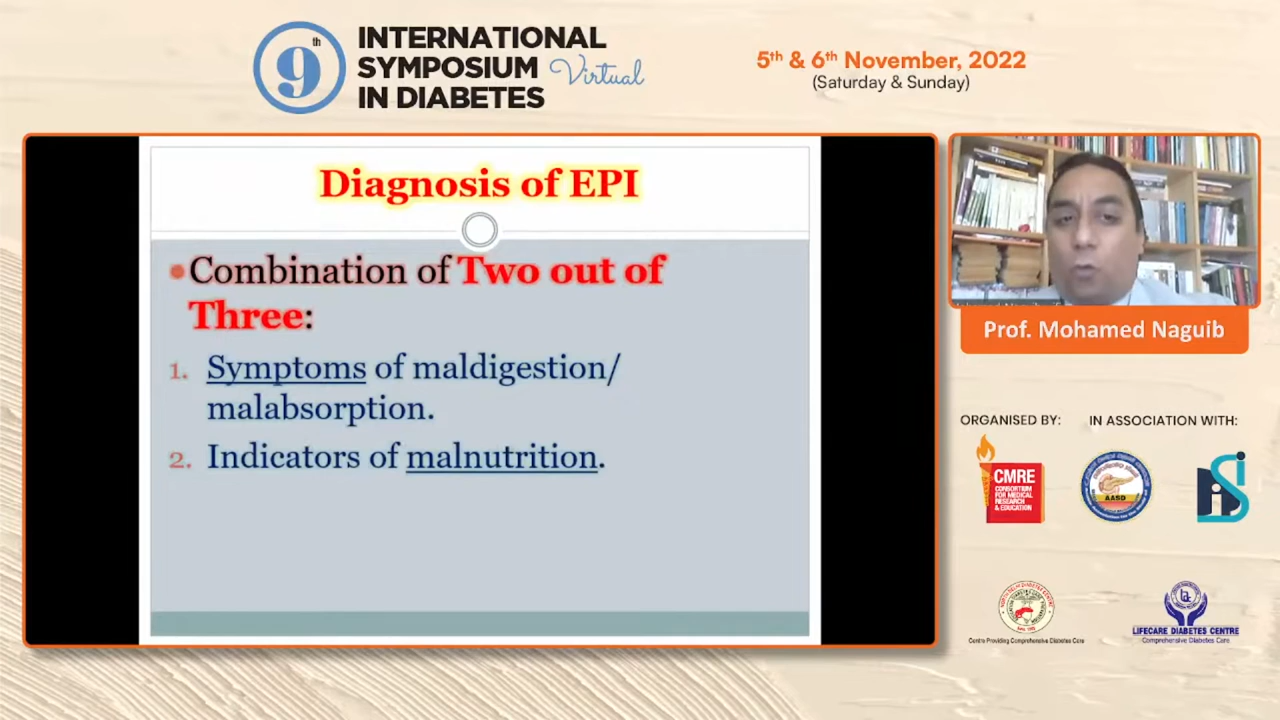 9th
INTERNATIONAL
SYMPOSIUM Virtual
IN DIABETES
5th & 6th November, 2022
(Saturday & Sunday)
Diagnosis of EPI
Combination of Two out of
Three:
1. Symptoms of maldigestion/
malabsorption.
2. Indicators of malnutrition.
Prof. Mohamed Naguib
ORGANISED BY:
IN ASSOCIATION WITH:
CMRE
CONSORTIUM
FOR MEDICAL
RESEARCH
& EDUCATION
AASD
Centre Providing Comprehensive Diabetes Care
LIFECARE DIABETES CENTRE
Comprehensive Diabetes Care